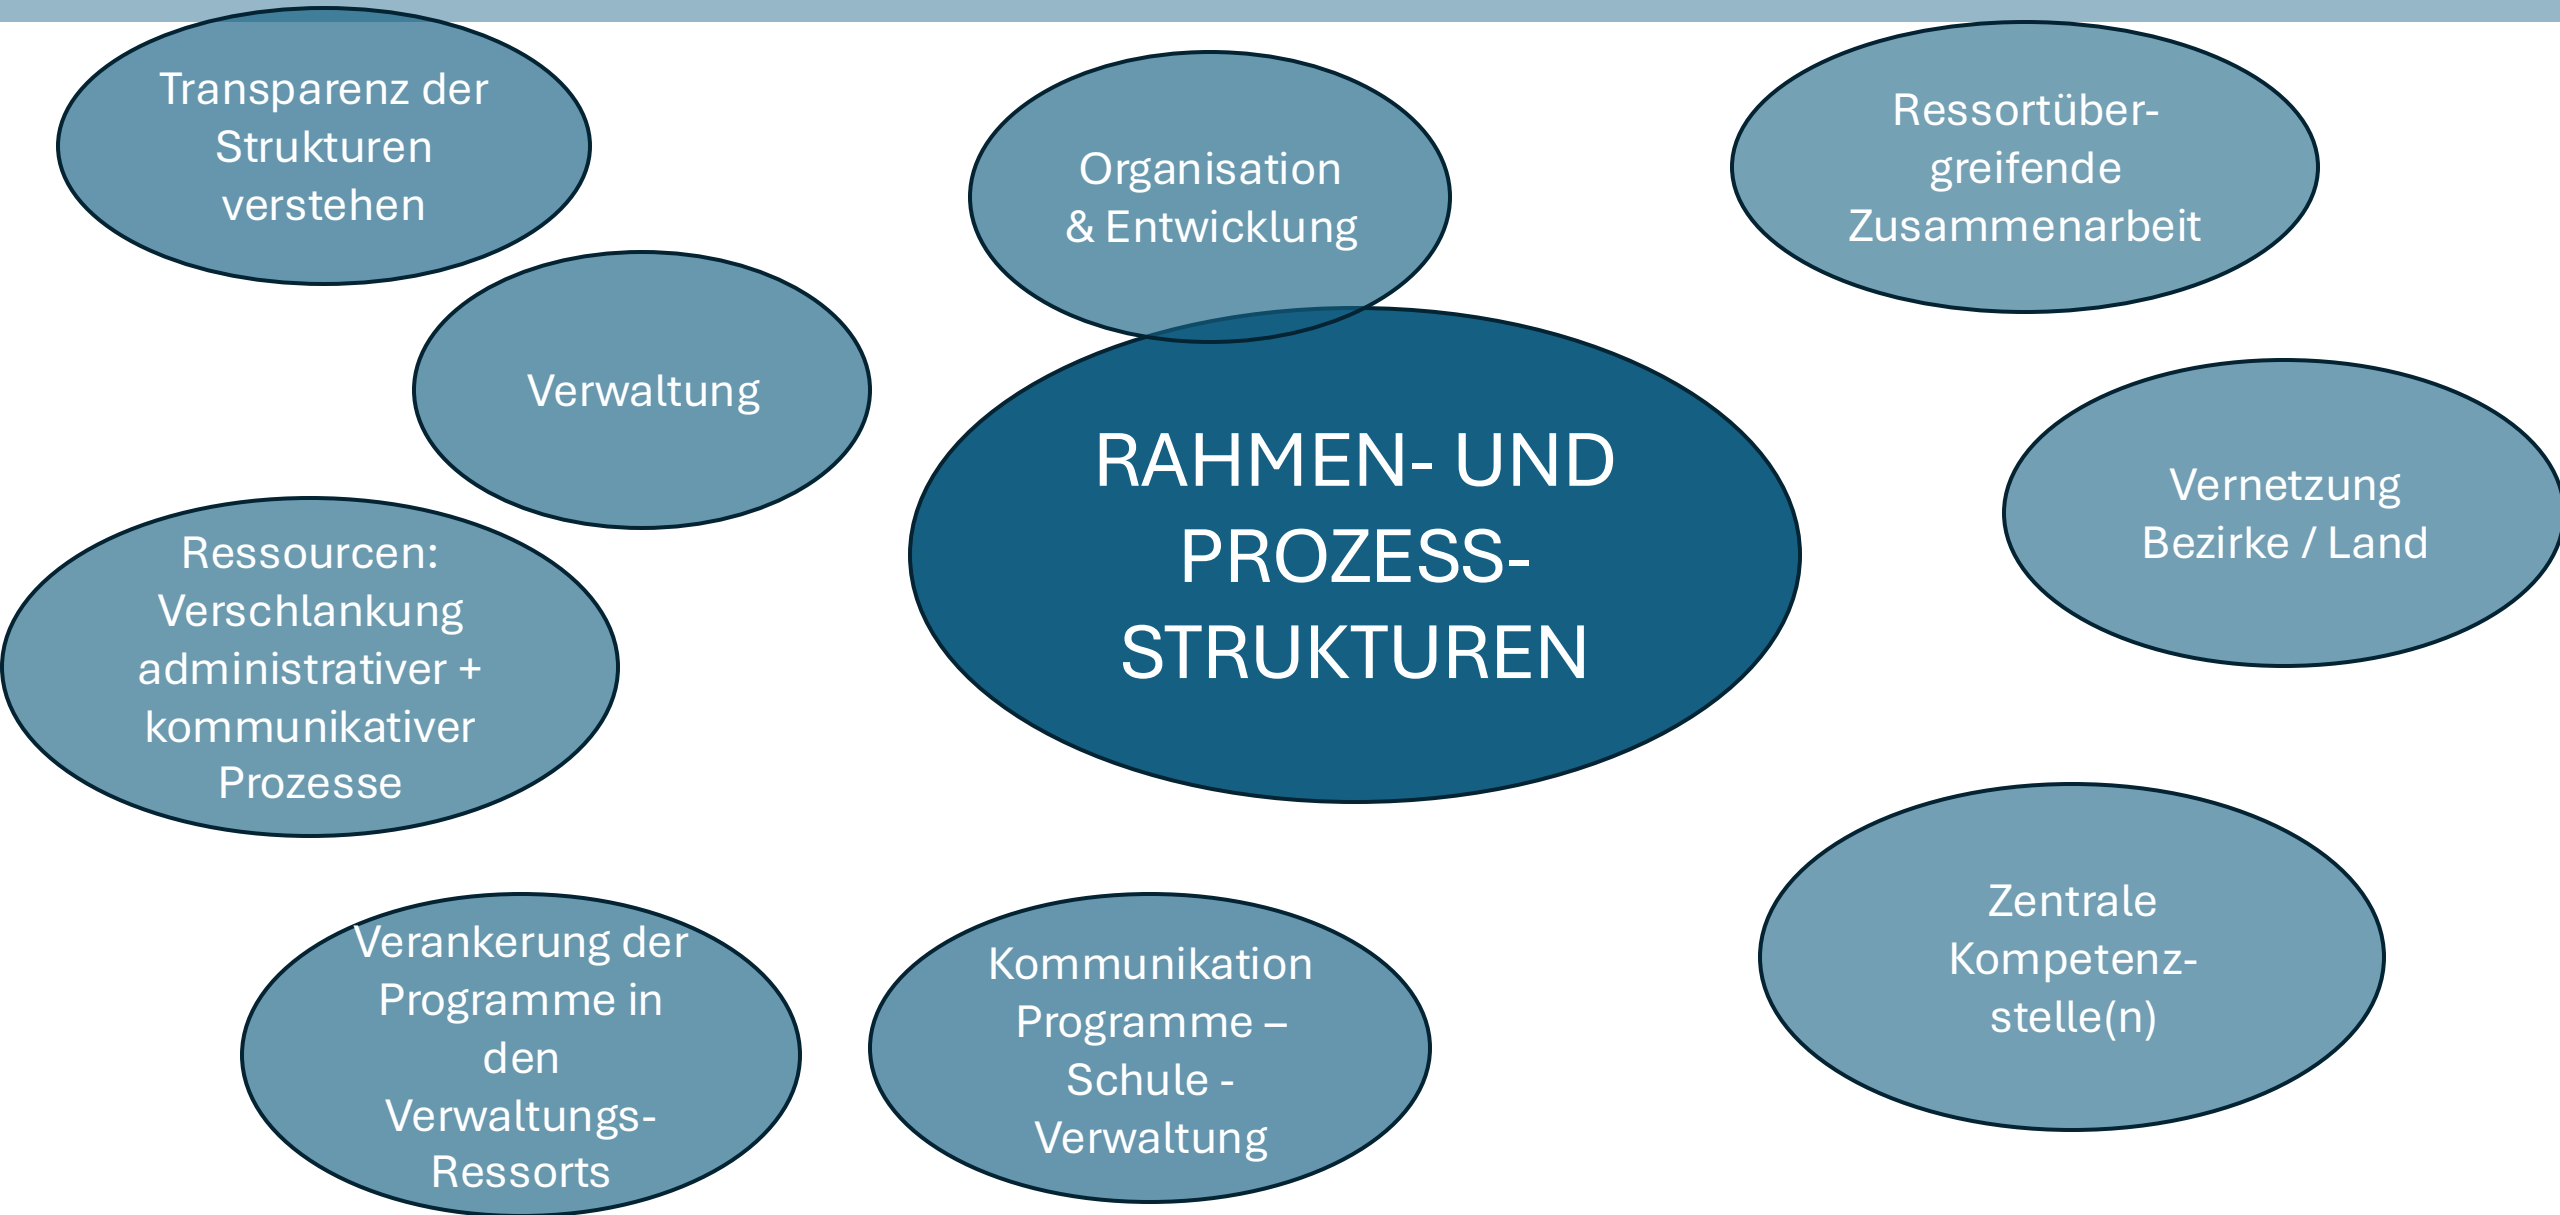 Transparenz der
Strukturen
verstehen
Organisation
& Entwicklung
Ressortüber-
greifende
Zusammenarbeit
Verwaltung
RAHMEN- UND
PROZESS-
STRUKTUREN
Vernetzung
Bezirke / Land
Ressourcen:
Verschlankung
administrativer +
kommunikativer
Prozesse
Zentrale
Kompetenz-
stelle(n)
Verankerung der
Programme in
den
Verwaltungs-
Ressorts
Kommunikation
Programme –
Schule -
Verwaltung